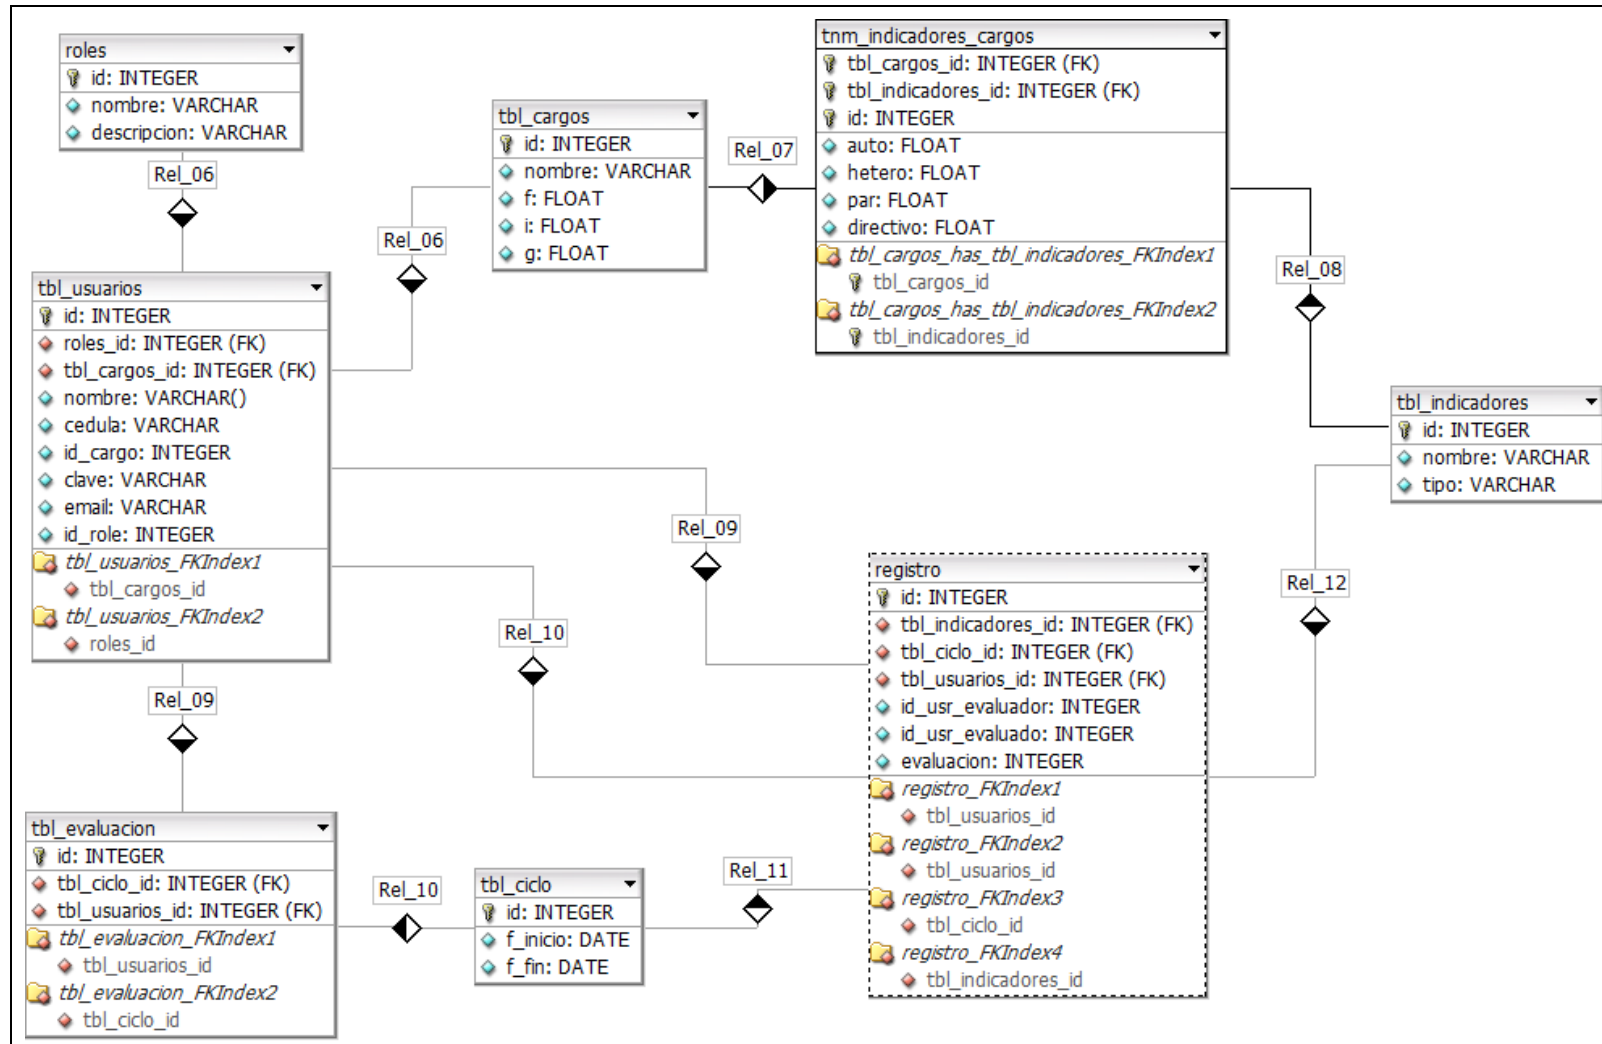 roles
id: INTEGER
nombre: VARCHAR
descripcion: VARCHAR
Rel_06
tbl_cargos
id: INTEGER
nombre: VARCHAR
f: FLOAT
i: FLOAT
g: FLOAT
Rel_06
Rel_07
tnm_indicadores_cargos
tbl_cargos_id: INTEGER (FK)
tbl_indicadores_id: INTEGER (FK)
id: INTEGER
auto: FLOAT
hetero: FLOAT
par: FLOAT
directivo: FLOAT
tbl_cargos_has_tbl_indicadores_FKIndex1
tbl_cargos_id
tbl_cargos_has_tbl_indicadores_FKIndex2
tbl_indicadores_id
Rel_08
tbl_indicadores
id: INTEGER
nombre: VARCHAR
tipo: VARCHAR
tbl_usuarios
id: INTEGER
roles_id: INTEGER (FK)
tbl_cargos_id: INTEGER (FK)
nombre: VARCHAR()
cedula: VARCHAR
id_cargo: INTEGER
clave: VARCHAR
email: VARCHAR
id_role: INTEGER
tbl_usuarios_FKIndex1
tbl_cargos_id
tbl_usuarios_FKIndex2
roles_id
Rel_09
Rel_10
Rel_12
registro
id: INTEGER
tbl_indicadores_id: INTEGER (FK)
tbl_ciclo_id: INTEGER (FK)
tbl_usuarios_id: INTEGER (FK)
id_usr_evaluador: INTEGER
id_usr_evaluado: INTEGER
evaluacion: INTEGER
registro_FKIndex1
tbl_usuarios_id
registro_FKIndex2
tbl_usuarios_id
registro_FKIndex3
tbl_ciclo_id
registro_FKIndex4
tbl_indicadores_id
Rel_09
tbl_evaluacion
id: INTEGER
tbl_ciclo_id: INTEGER (FK)
tbl_usuarios_id: INTEGER (FK)
tbl_evaluacion_FKIndex1
tbl_usuarios_id
tbl_evaluacion_FKIndex2
tbl_ciclo_id
Rel_10
tbl_ciclo
id: INTEGER
f_inicio: DATE
f_fin: DATE
Rel_11